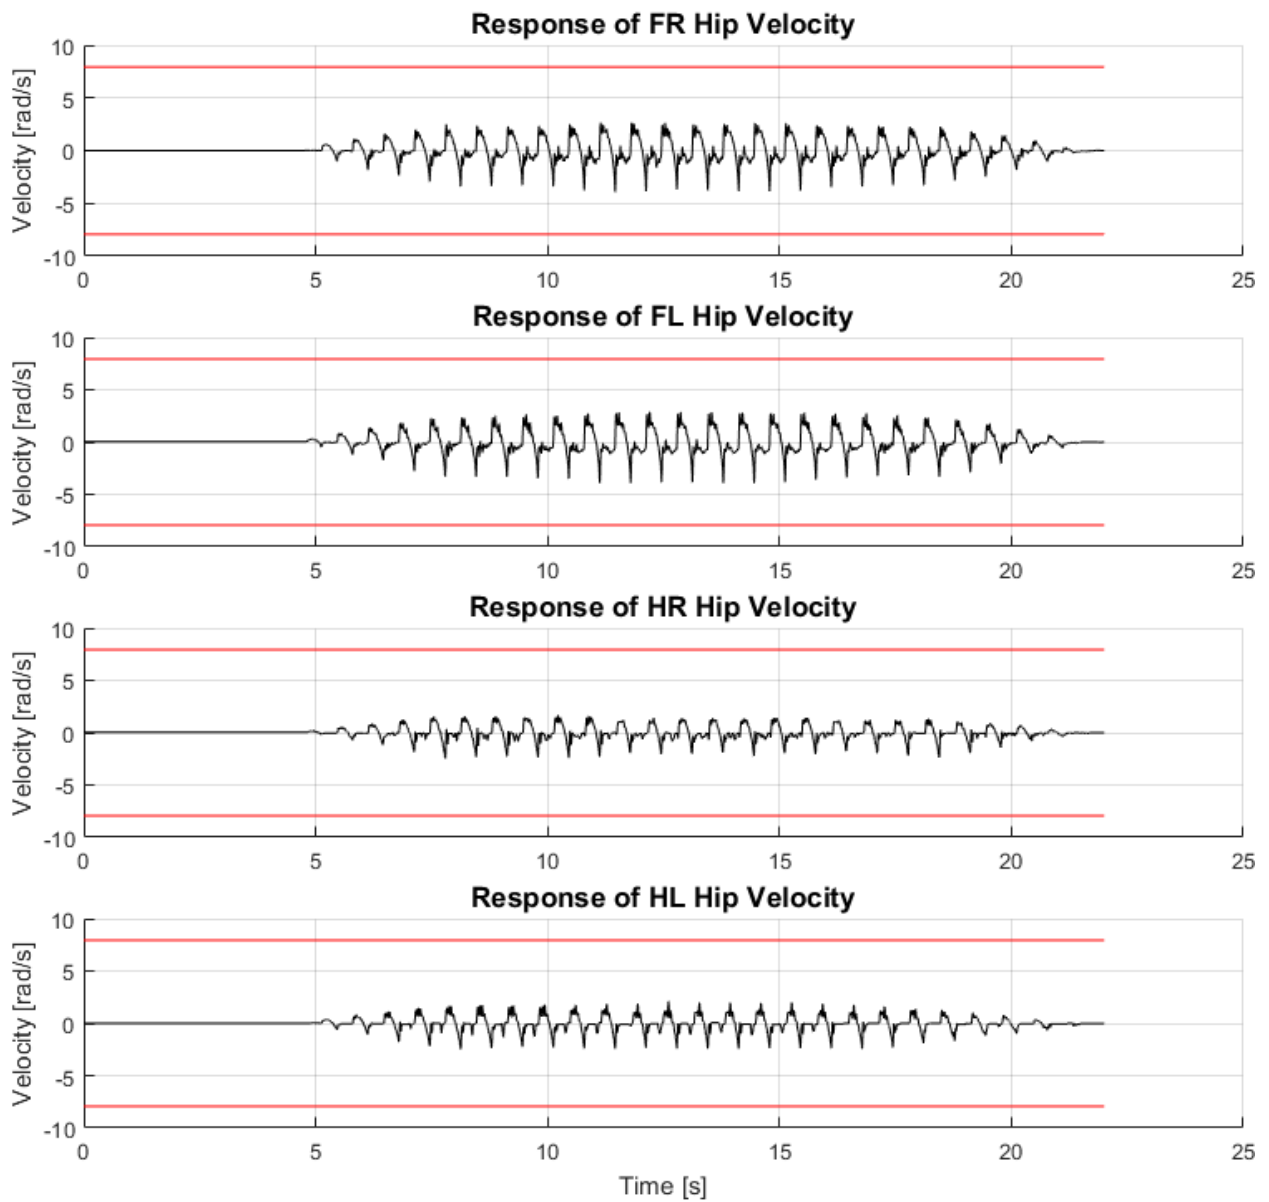 Response of FR Hip Velocity
Velocity [rad/s]
10
5
0
-5
-10
0 5 10 15 20 25
Response of FL Hip Velocity
Velocity [rad/s]
10
5
0
-5
-10
0 5 10 15 20 25
Response of HR Hip Velocity
Velocity [rad/s]
10
5
0
-5
-10
0 5 10 15 20 25
Response of HL Hip Velocity
Velocity [rad/s]
10
5
0
-5
-10
0 5 10 15 20 25
Time [s]